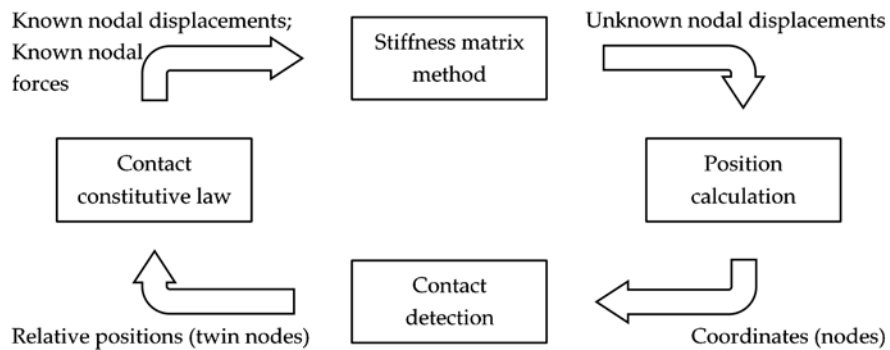 Known nodal displacements;
Known nodal
forces
Stiffness matrix
method
Unknown nodal displacements
Contact
constitutive law
Position
calculation
Contact
detection
Relative positions (twin nodes)
Coordinates (nodes)